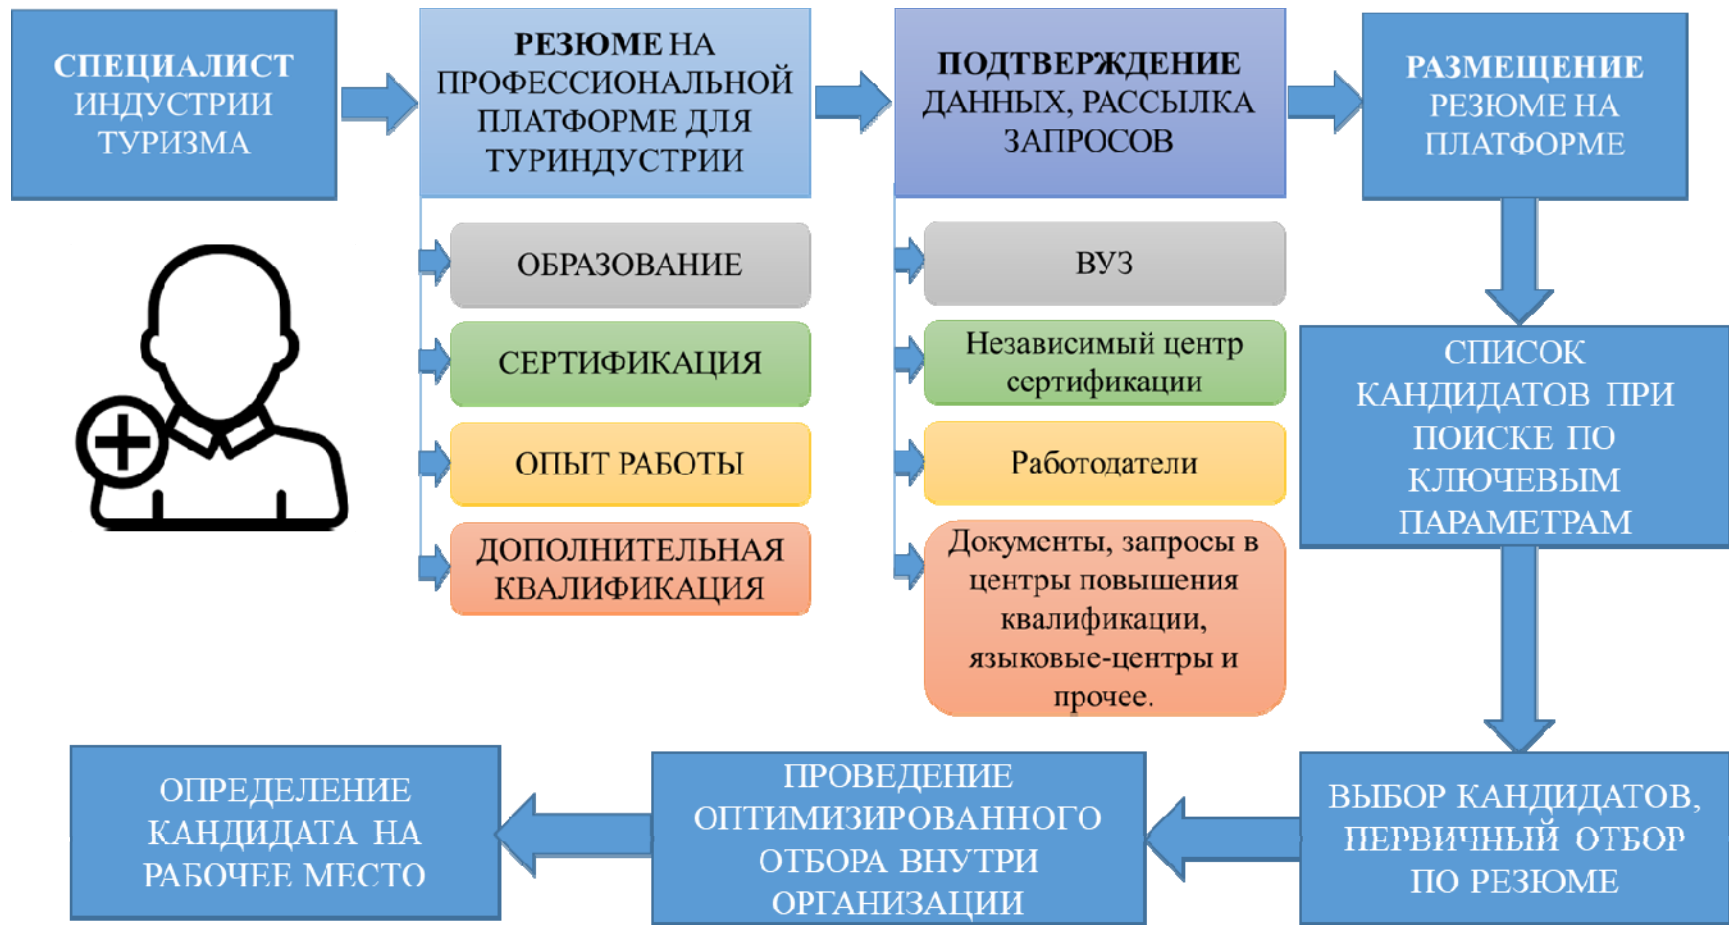 СПЕЦИАЛИСТ
ИНДУСТРИИ
ТУРИЗМА
РЕЗЮМЕ НА
ПРОФЕССИОНАЛЬНОЙ
ПЛАТФОРМЕ ДЛЯ
ТУРИНДУСТРИИ
ПОДТВЕРЖДЕНИЕ
ДАННЫХ, РАССЫЛКА
ЗАПРОСОВ
РАЗМЕЩЕНИЕ
РЕЗЮМЕ НА
ПЛАТФОРМЕ
ОБРАЗОВАНИЕ
СЕРТИФИКАЦИЯ
ОПЫТ РАБОТЫ
ДОПОЛНИТЕЛЬНАЯ
КВАЛИФИКАЦИЯ
ВУЗ
Независимый центр
сертификации
Работодатели
Документы, запросы в
центры повышения
квалификации,
языковые-центры и
прочее.
СПИСОК
КАНДИДАТОВ ПРИ
ПОИСКЕ ПО
КЛЮЧЕВЫМ
ПАРАМЕТРАМ
ВЫБОР КАНДИДАТОВ,
ПЕРВИЧНЫЙ ОТБОР
ПО РЕЗЮМЕ
ПРОВЕДЕНИЕ
ОПТИМИЗИРОВАННОГО
ОТБОРА ВНУТРИ
ОРГАНИЗАЦИИ
ОПРЕДЕЛЕНИЕ
КАНДИДАТА НА
РАБОЧЕЕ МЕСТО